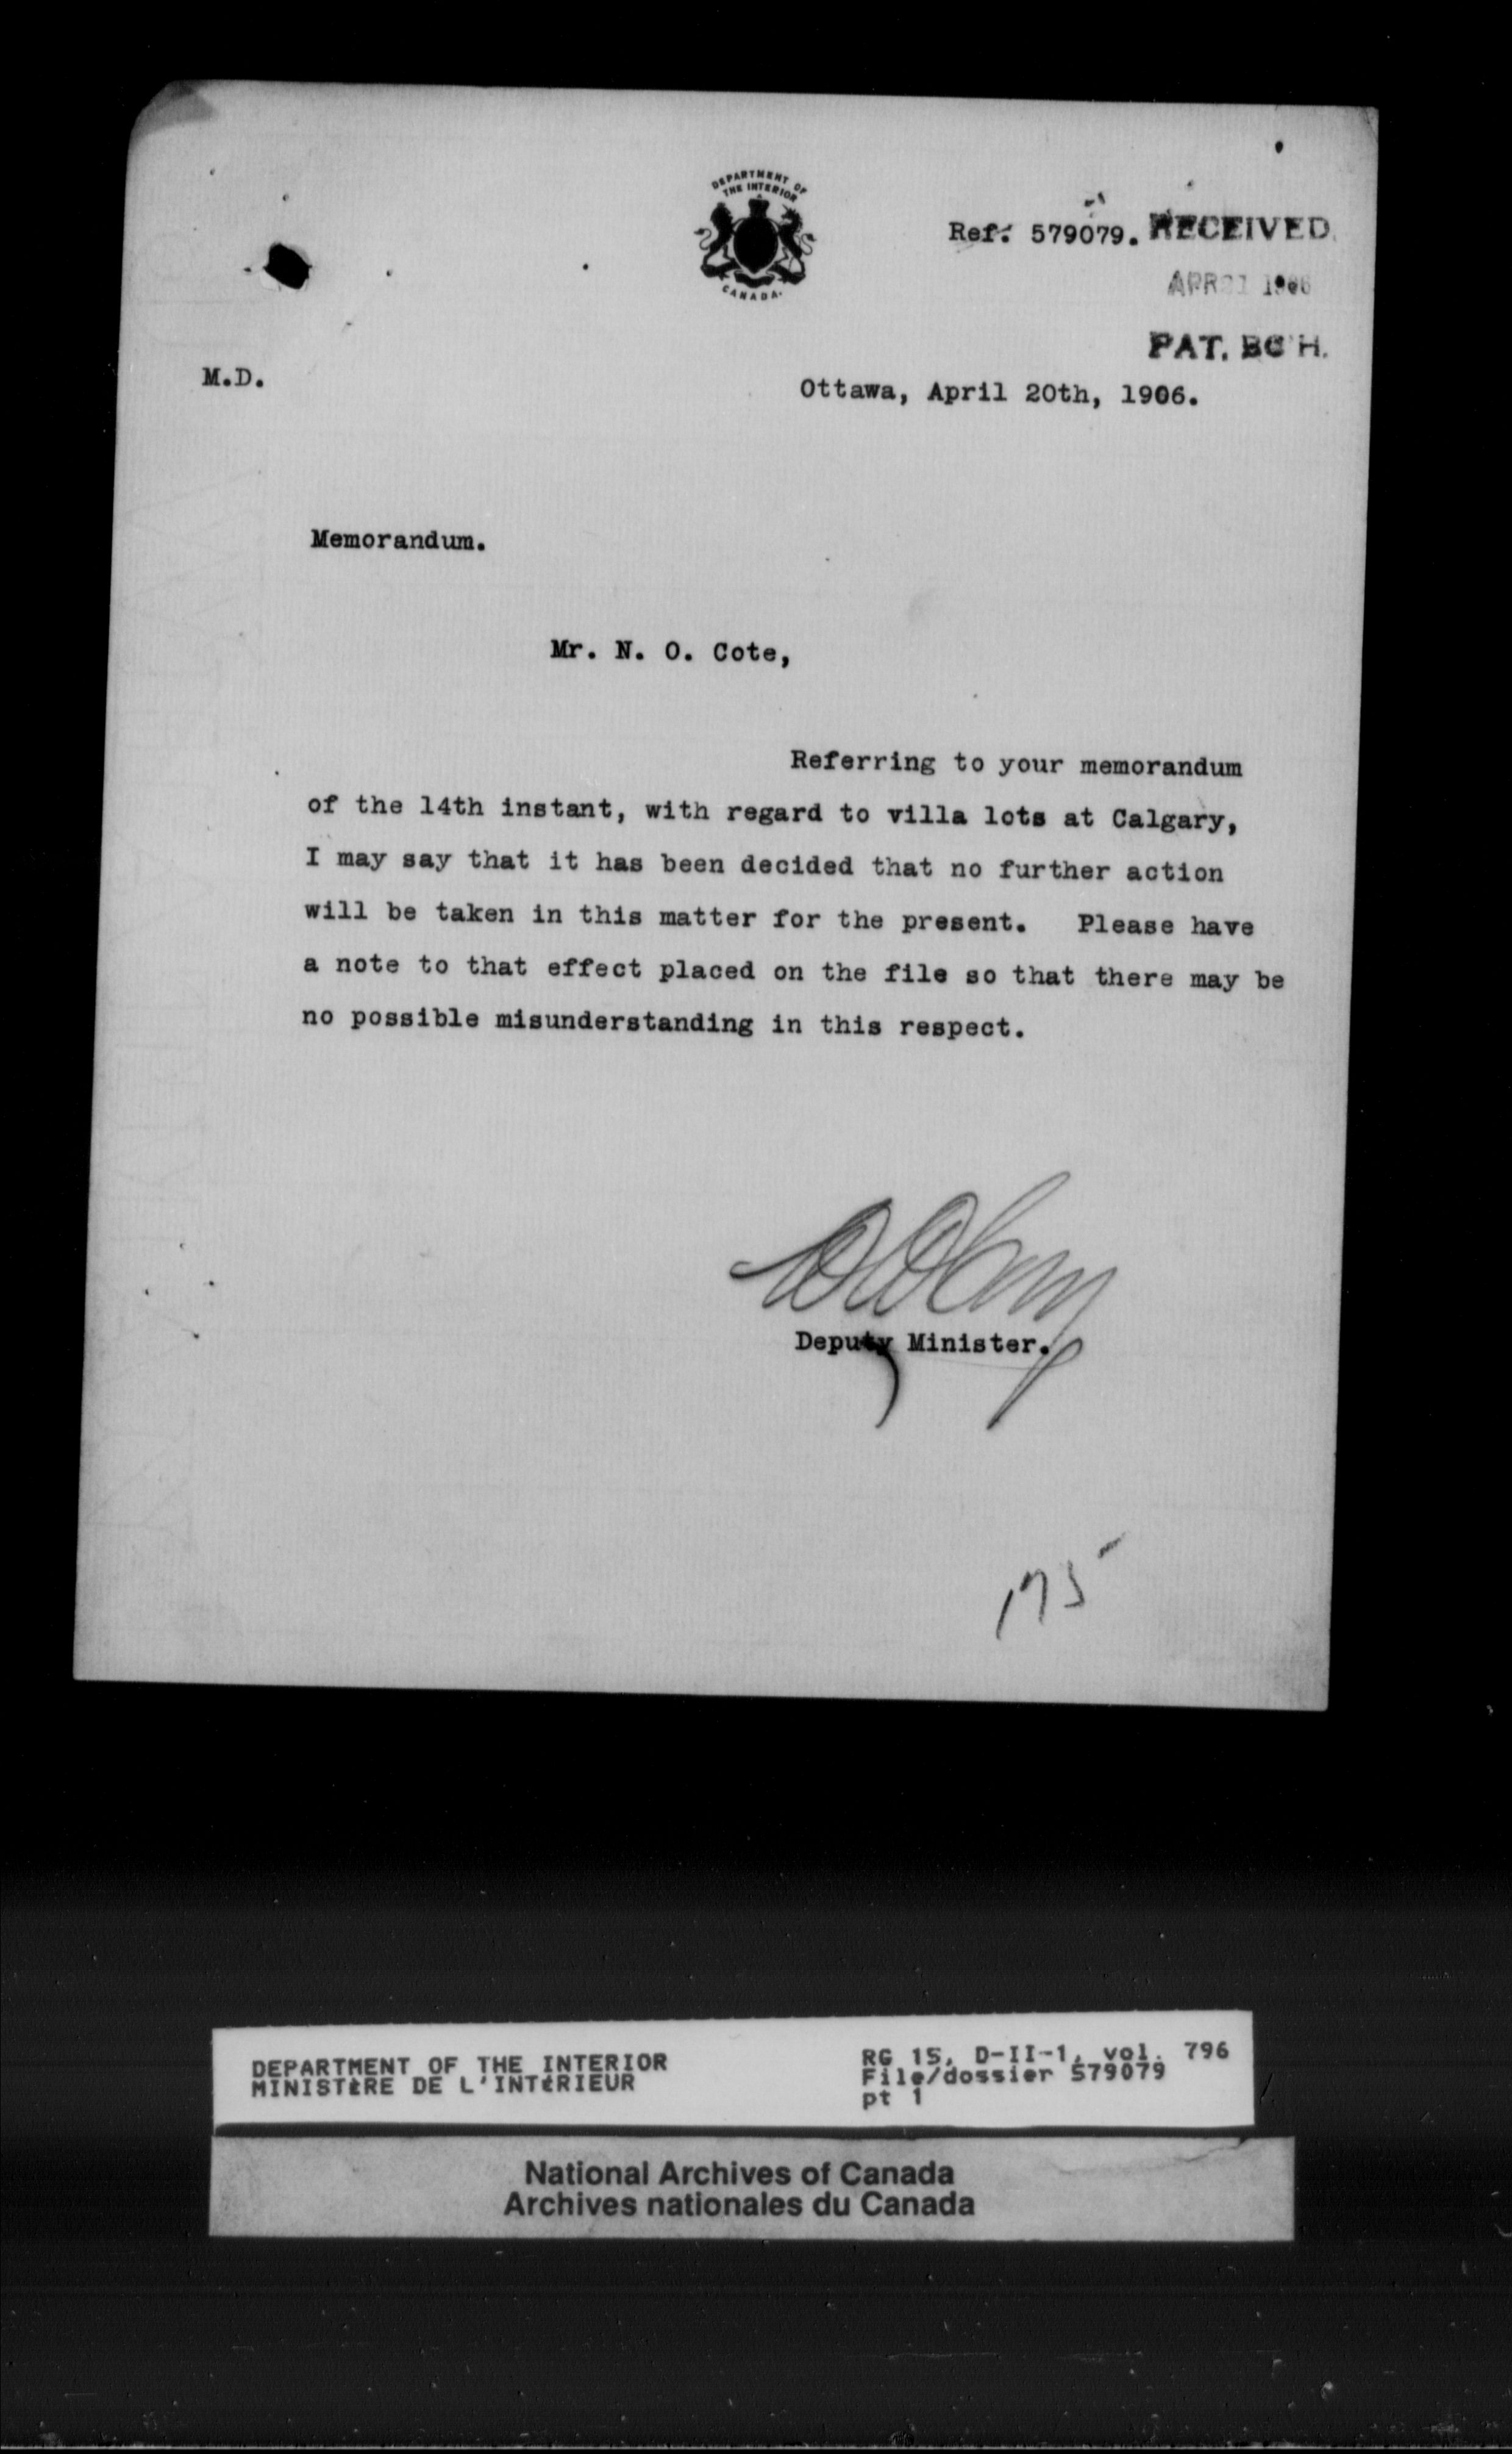 DEPARTMENT OF
THE INTERIOR
CANADA.
Ref: 579079.
RECEIVED
APR 21 1906
PAT. BCH.
M.D.
Ottawa, April 20th, 1906.
Memorandum.
Mr. N. O. Cote,
Referring to your memorandum
of the 14th instant, with regard to villa lots at Calgary,
I may say that it has been decided that no further action
will be taken in this matter for the present. Please have
a note to that effect placed on the file so that there may be
no possible misunderstanding in this respect.
Deputy Minister.
175
DEPARTMENT OF THE INTERIOR
MINISTÈRE DE L'INTÉRIEUR
RG 15, D-II-1, vol. 796
File/dossier 579079
pt 1
National Archives of Canada
Archives nationales du Canada